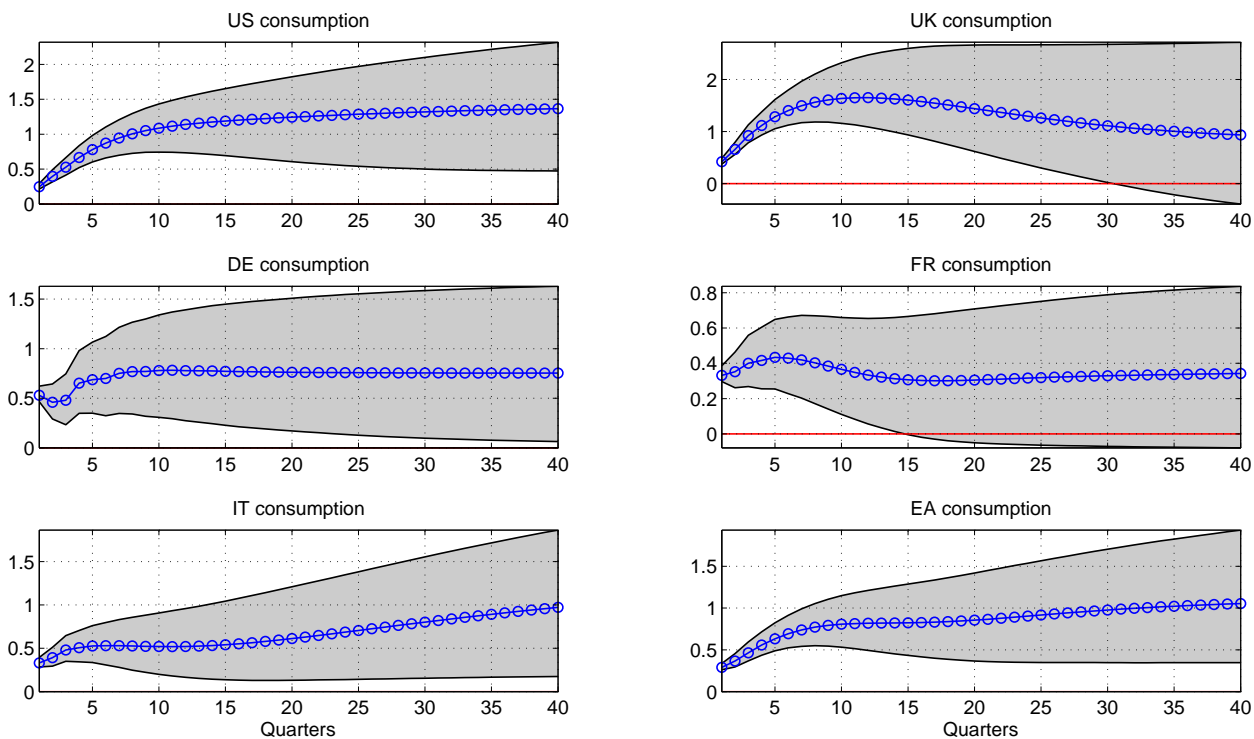 US consumption
2
1.5
1
0.5
0
5 10 15 20 25 30 35 40
UK consumption
2
1
0
5 10 15 20 25 30 35 40
DE consumption
1.5
1
0.5
0
5 10 15 20 25 30 35 40
FR consumption
0.8
0.6
0.4
0.2
0
5 10 15 20 25 30 35 40
IT consumption
1.5
1
0.5
0
5 10 15 20 25 30 35 40
Quarters
EA consumption
1.5
1
0.5
0
5 10 15 20 25 30 35 40
Quarters